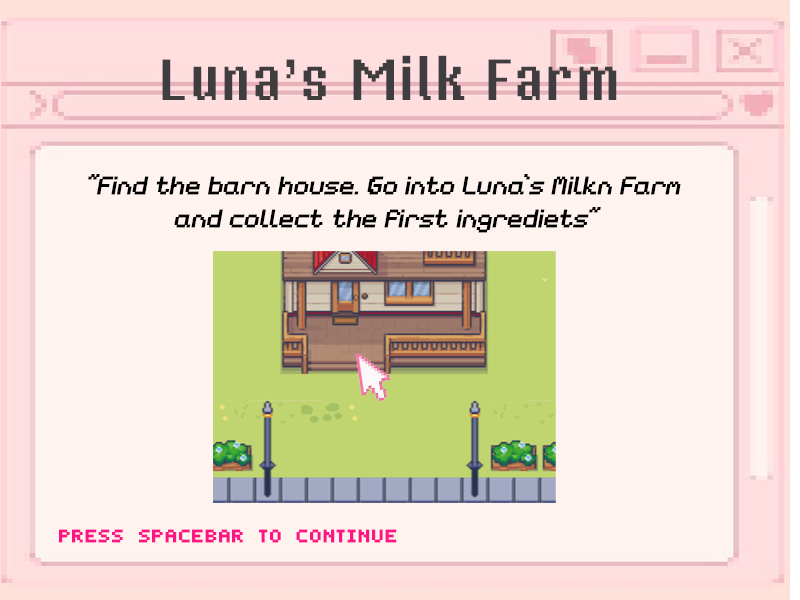 Luna's Milk Farm
"Find the barn house. Go into Luna`s Milkn Farm
and collect the first ingrediets"
PRESS SPACEBAR TO CONTINUE